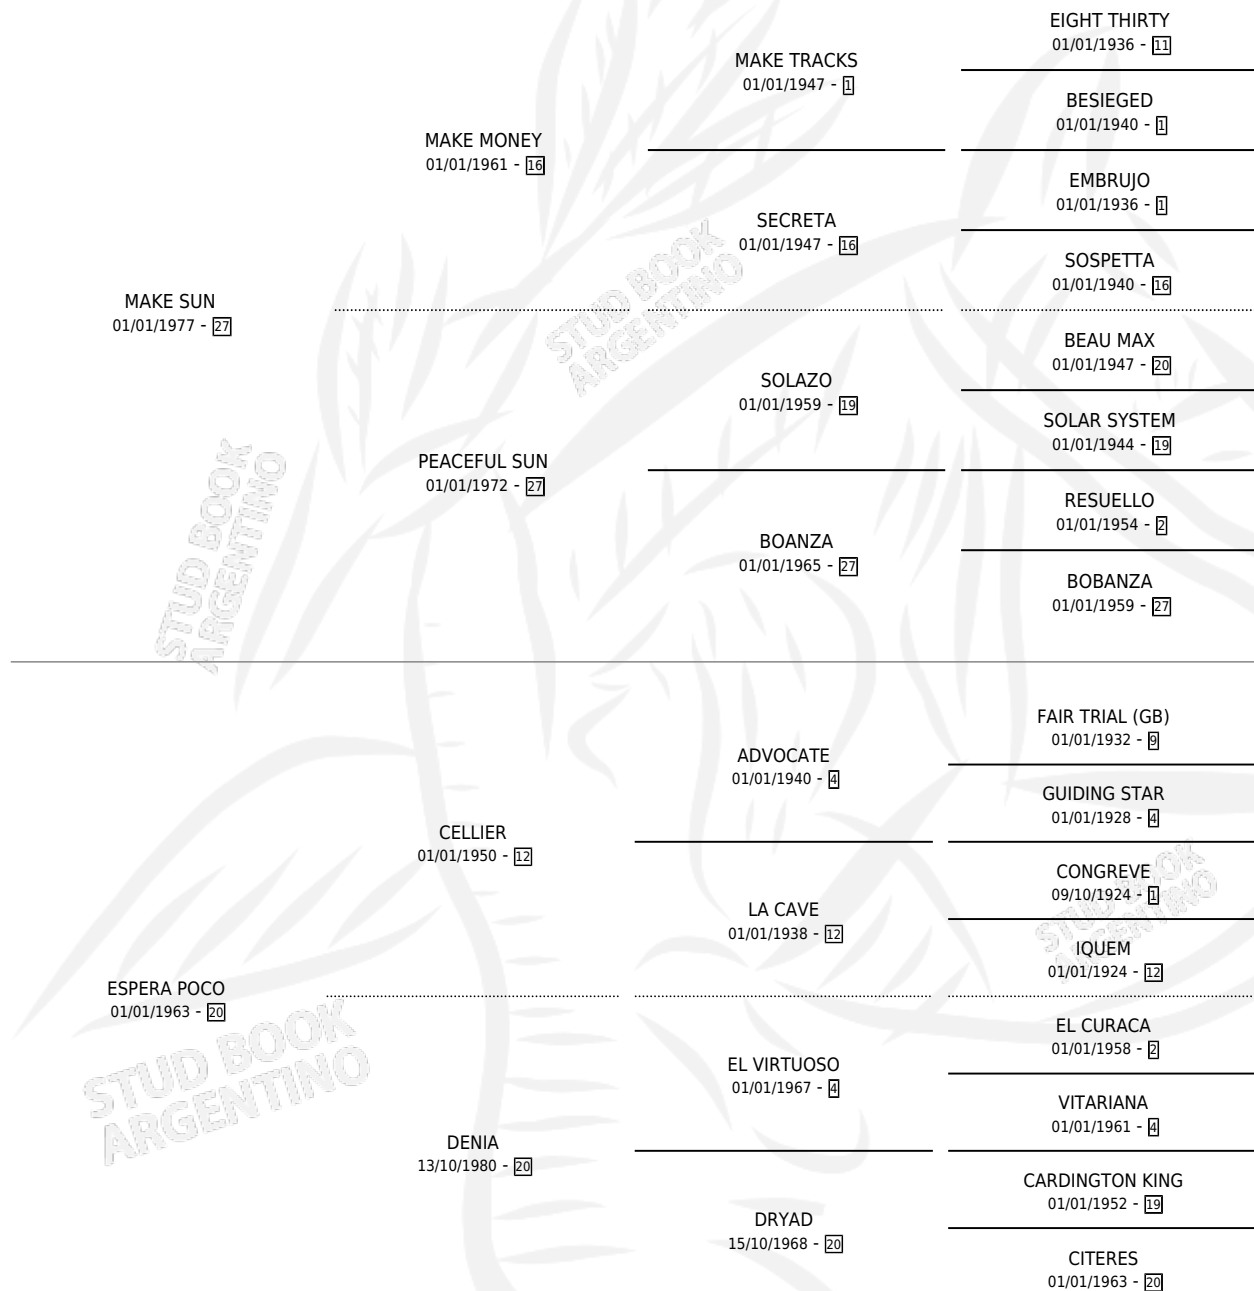 EIGHT THIRTY
01/01/1936 - 11
MAKE TRACKS
01/01/1947 - 1
BESIEGED
01/01/1940 - 1
MAKE MONEY
01/01/1961 - 16
EMBRUJO
01/01/1936 - 1
SECRETA
01/01/1947 - 16
SOSPETTA
01/01/1940 - 16
MAKE SUN
01/01/1977 - 27
BEAU MAX
01/01/1947 - 20
SOLAZO
01/01/1959 - 19
SOLAR SYSTEM
01/01/1944 - 19
PEACEFUL SUN
01/01/1972 - 27
RESUELLO
01/01/1954 - 2
BOANZA
01/01/1965 - 27
BOBANZA
01/01/1959 - 27
FAIR TRIAL (GB)
01/01/1932 - 9
ADVOCATE
01/01/1940 - 4
GUIDING STAR
01/01/1928 - 4
CELLIER
01/01/1950 - 12
CONGREVE
09/10/1924 - 1
LA CAVE
01/01/1938 - 12
IQUEM
01/01/1924 - 12
ESPERA POCO
01/01/1963 - 20
EL CURACA
01/01/1958 - 2
EL VIRTUOSO
01/01/1967 - 4
VITARIANA
01/01/1961 - 4
DENIA
13/10/1980 - 20
CARDINGTON KING
01/01/1952 - 19
DRYAD
15/10/1968 - 20
CITERES
01/01/1963 - 20
STUD BOOK
ARGENTINO
STUD BOOK
ARGENTINO
STUD BOOK
ARGENTINO
STUD BOOK
ARGENTINO